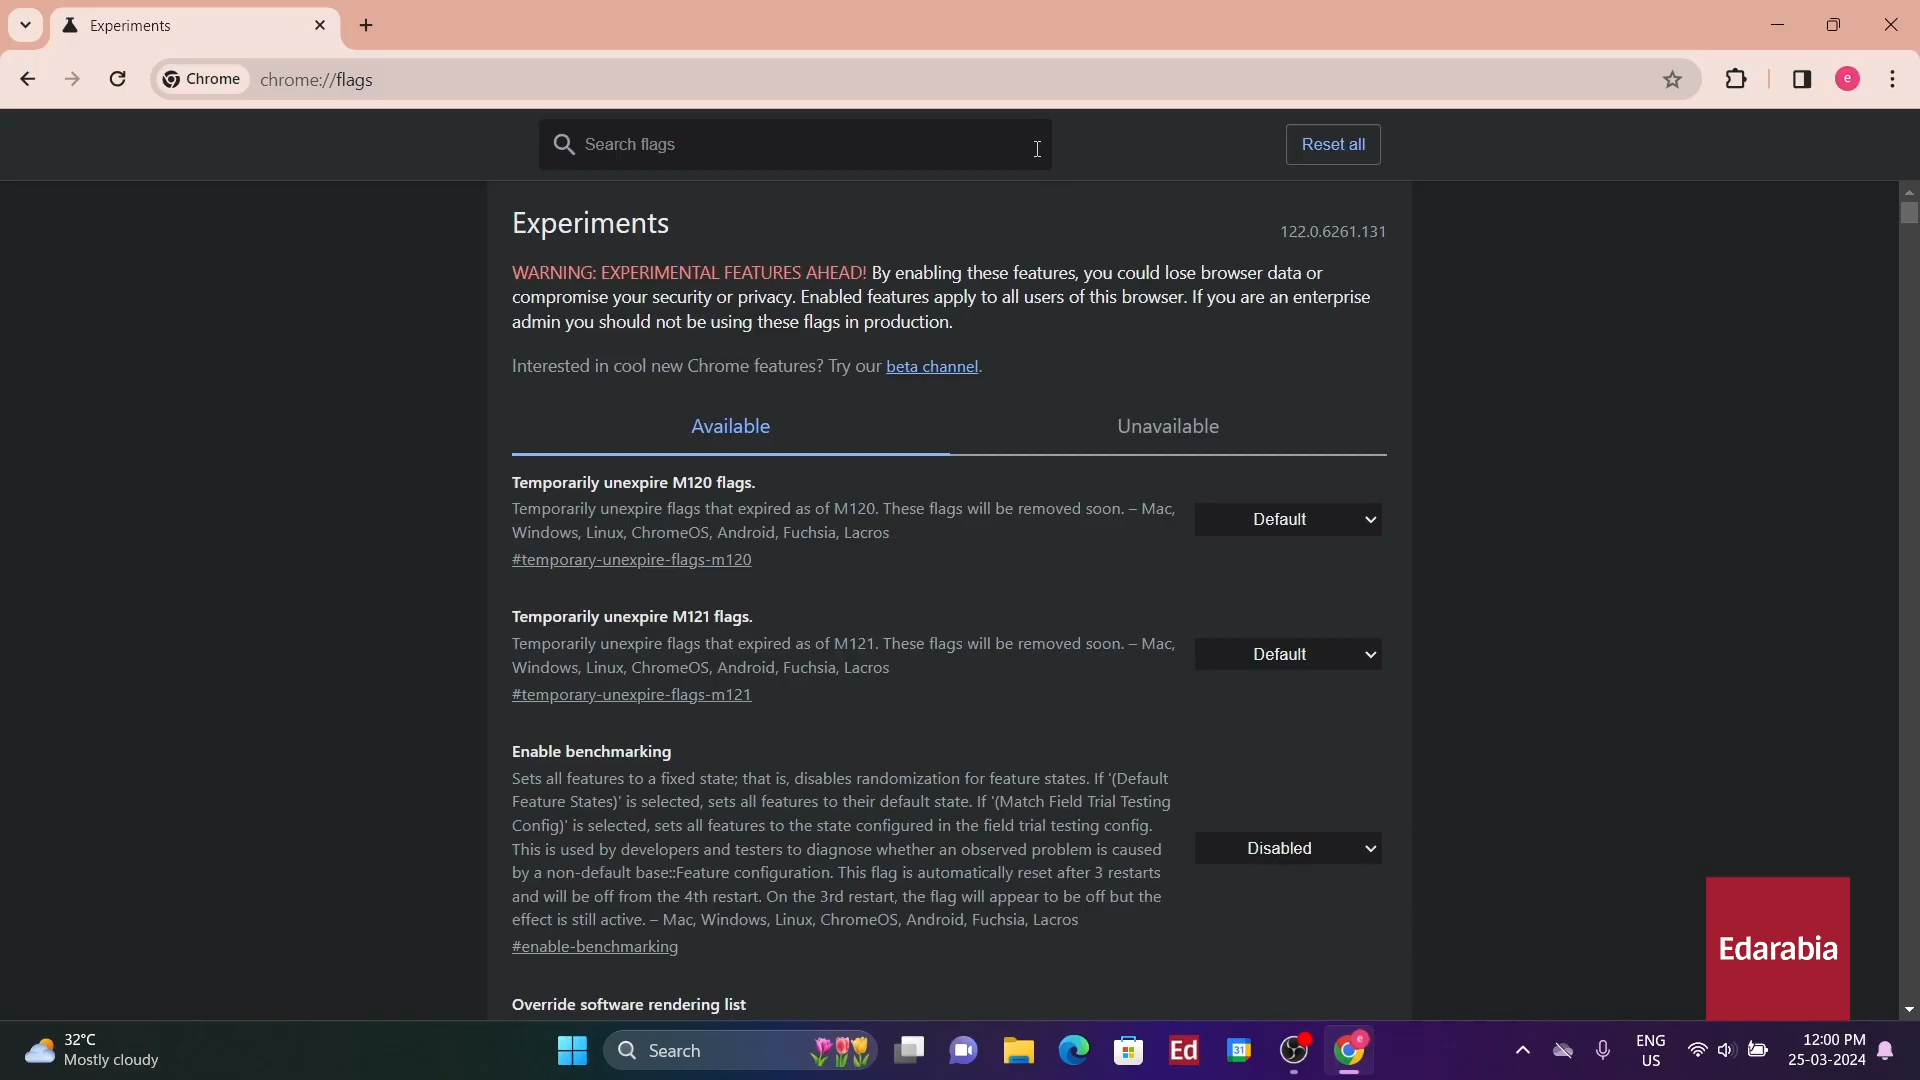 Experiments
Chrome
chrome://flags
e
Search flags
Reset all
Experiments
122.0.6261.131
WARNING: EXPERIMENTAL FEATURES AHEAD! By enabling these features, you could lose browser data or
compromise your security or privacy. Enabled features apply to all users of this browser. If you are an enterprise
admin you should not be using these flags in production.
Interested in cool new Chrome features? Try our beta channel.
Available
Unavailable
Temporarily unexpire M120 flags.
Temporarily unexpire flags that expired as of M120. These flags will be removed soon. – Mac,
Windows, Linux, ChromeOS, Android, Fuchsia, Lacros
#temporary-unexpire-flags-m120
Default
Temporarily unexpire M121 flags.
Temporarily unexpire flags that expired as of M121. These flags will be removed soon. – Mac,
Windows, Linux, ChromeOS, Android, Fuchsia, Lacros
#temporary-unexpire-flags-m121
Default
Enable benchmarking
Sets all features to a fixed state; that is, disables randomization for feature states. If '(Default
Feature States)' is selected, sets all features to their default state. If '(Match Field Trial Testing
Config)' is selected, sets all features to the state configured in the field trial testing config.
This is used by developers and testers to diagnose whether an observed problem is caused
by a non-default base::Feature configuration. This flag is automatically reset after 3 restarts
and will be off from the 4th restart. On the 3rd restart, the flag will appear to be off but the
effect is still active. – Mac, Windows, Linux, ChromeOS, Android, Fuchsia, Lacros
#enable-benchmarking
Disabled
Override software rendering list
Edarabia
32°C
Mostly cloudy
Search
Ed
31
e
ENG
US
12:00 PM
25-03-2024